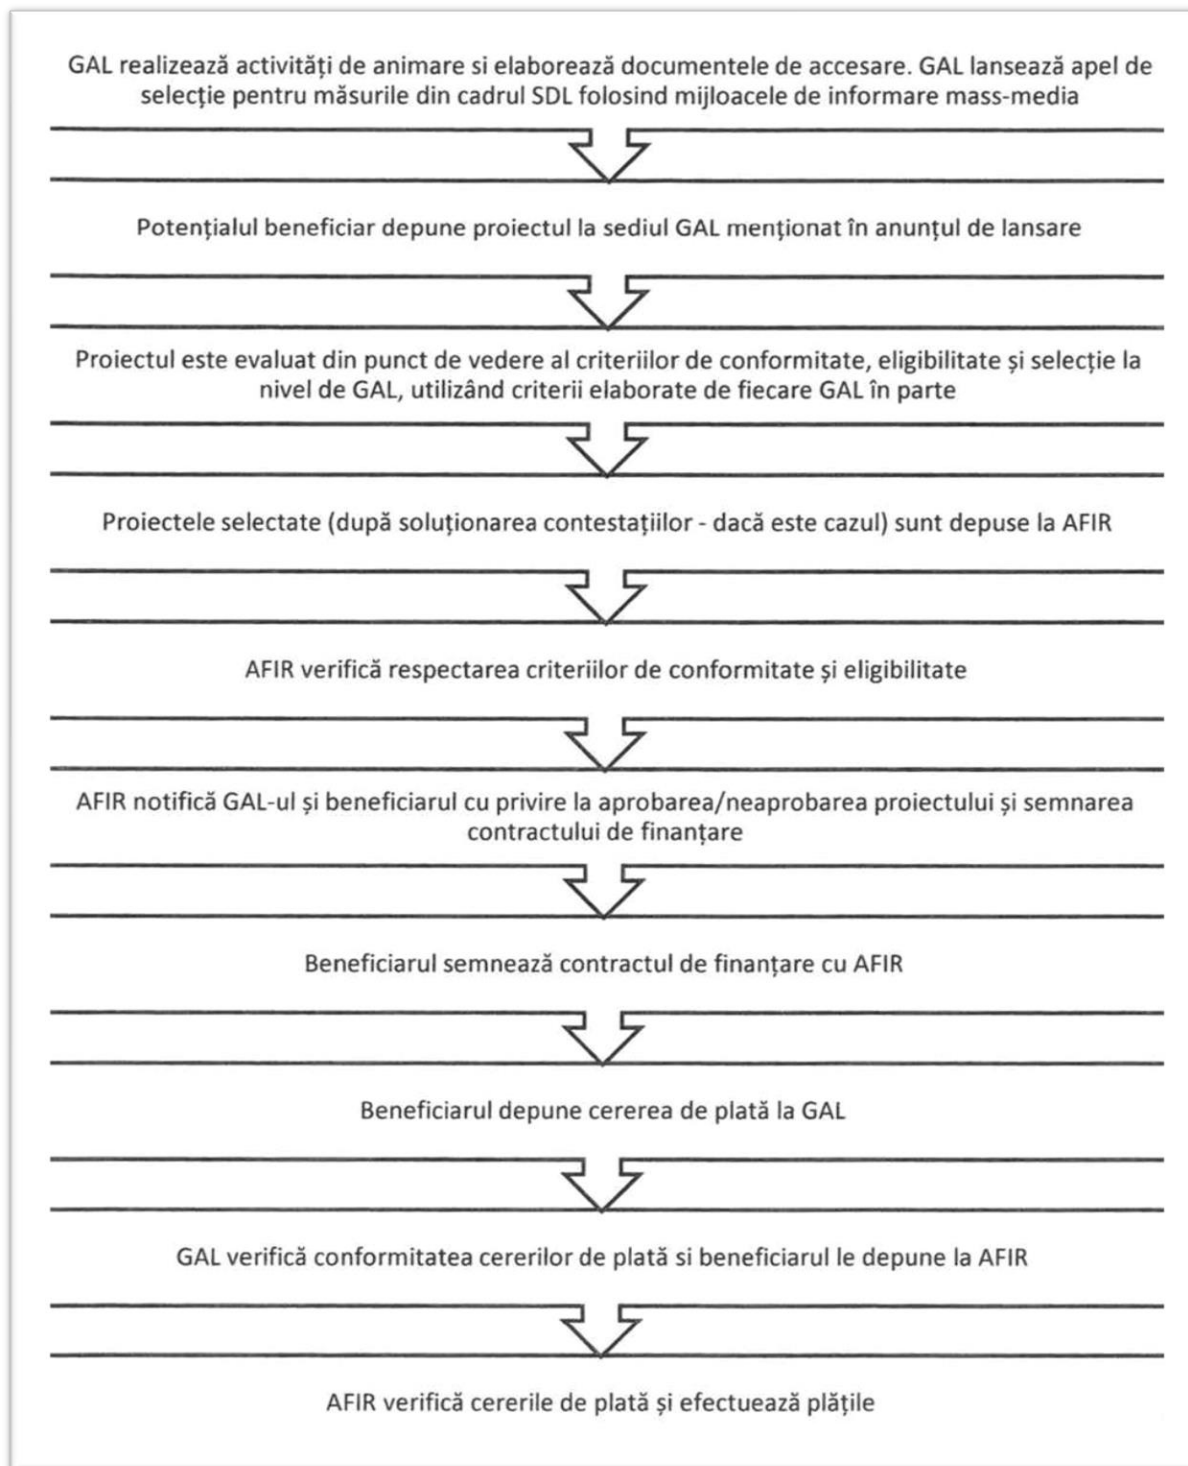 GAL realizează activități de animare si elaborează documentele de accesare. GAL lansează apel de
selecție pentru măsurile din cadrul SDL folosind mijloacele de informare mass-media
Potențialul beneficiar depune proiectul la sediul GAL menționat în anunțul de lansare
Proiectul este evaluat din punct de vedere al criteriilor de conformitate, eligibilitate și selecție la
nivel de GAL, utilizând criterii elaborate de fiecare GAL în parte
Proiectele selectate (după soluționarea contestațiilor - dacă este cazul) sunt depuse la AFIR
AFIR verifică respectarea criteriilor de conformitate și eligibilitate
AFIR notifică GAL-ul și beneficiarul cu privire la aprobarea/neaprobarea proiectului și semnarea
contractului de finanțare
Beneficiarul semnează contractul de finanțare cu AFIR
Beneficiarul depune cererea de plată la GAL
GAL verifică conformitatea cererilor de plată si beneficiarul le depune la AFIR
AFIR verifică cererile de plată și efectuează plățile